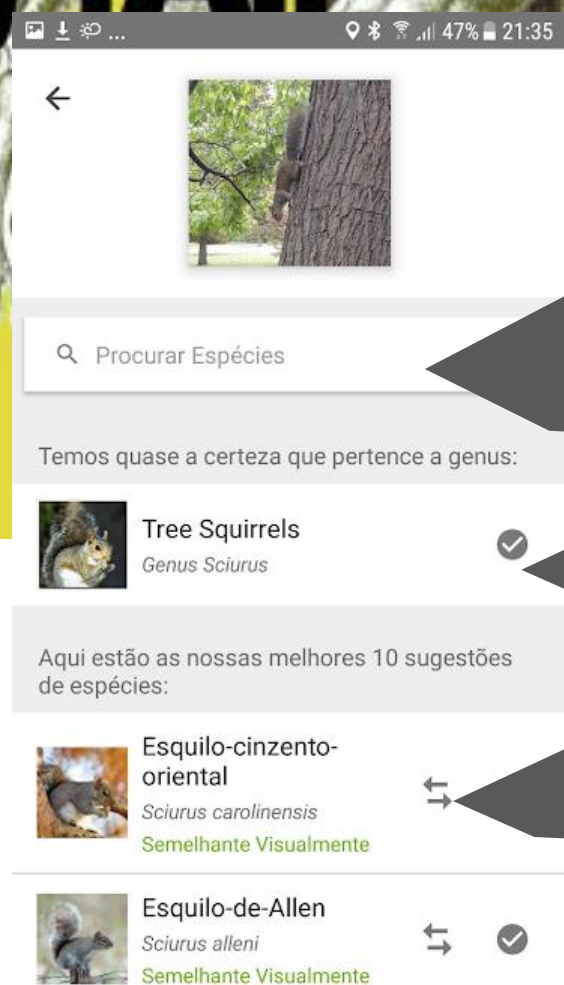 ... 47% 21:35
Procurar Espécies
Temos quase a certeza que pertence a genus:
Tree Squirrels
Genus Sciurus
Aqui estão as nossas melhores 10 sugestões
de espécies:
Esquilo-cinzento-
oriental
Sciurus carolinensis
Semelhante Visualmente
Esquilo-de-Allen
Sciurus alleni
Semelhante Visualmente